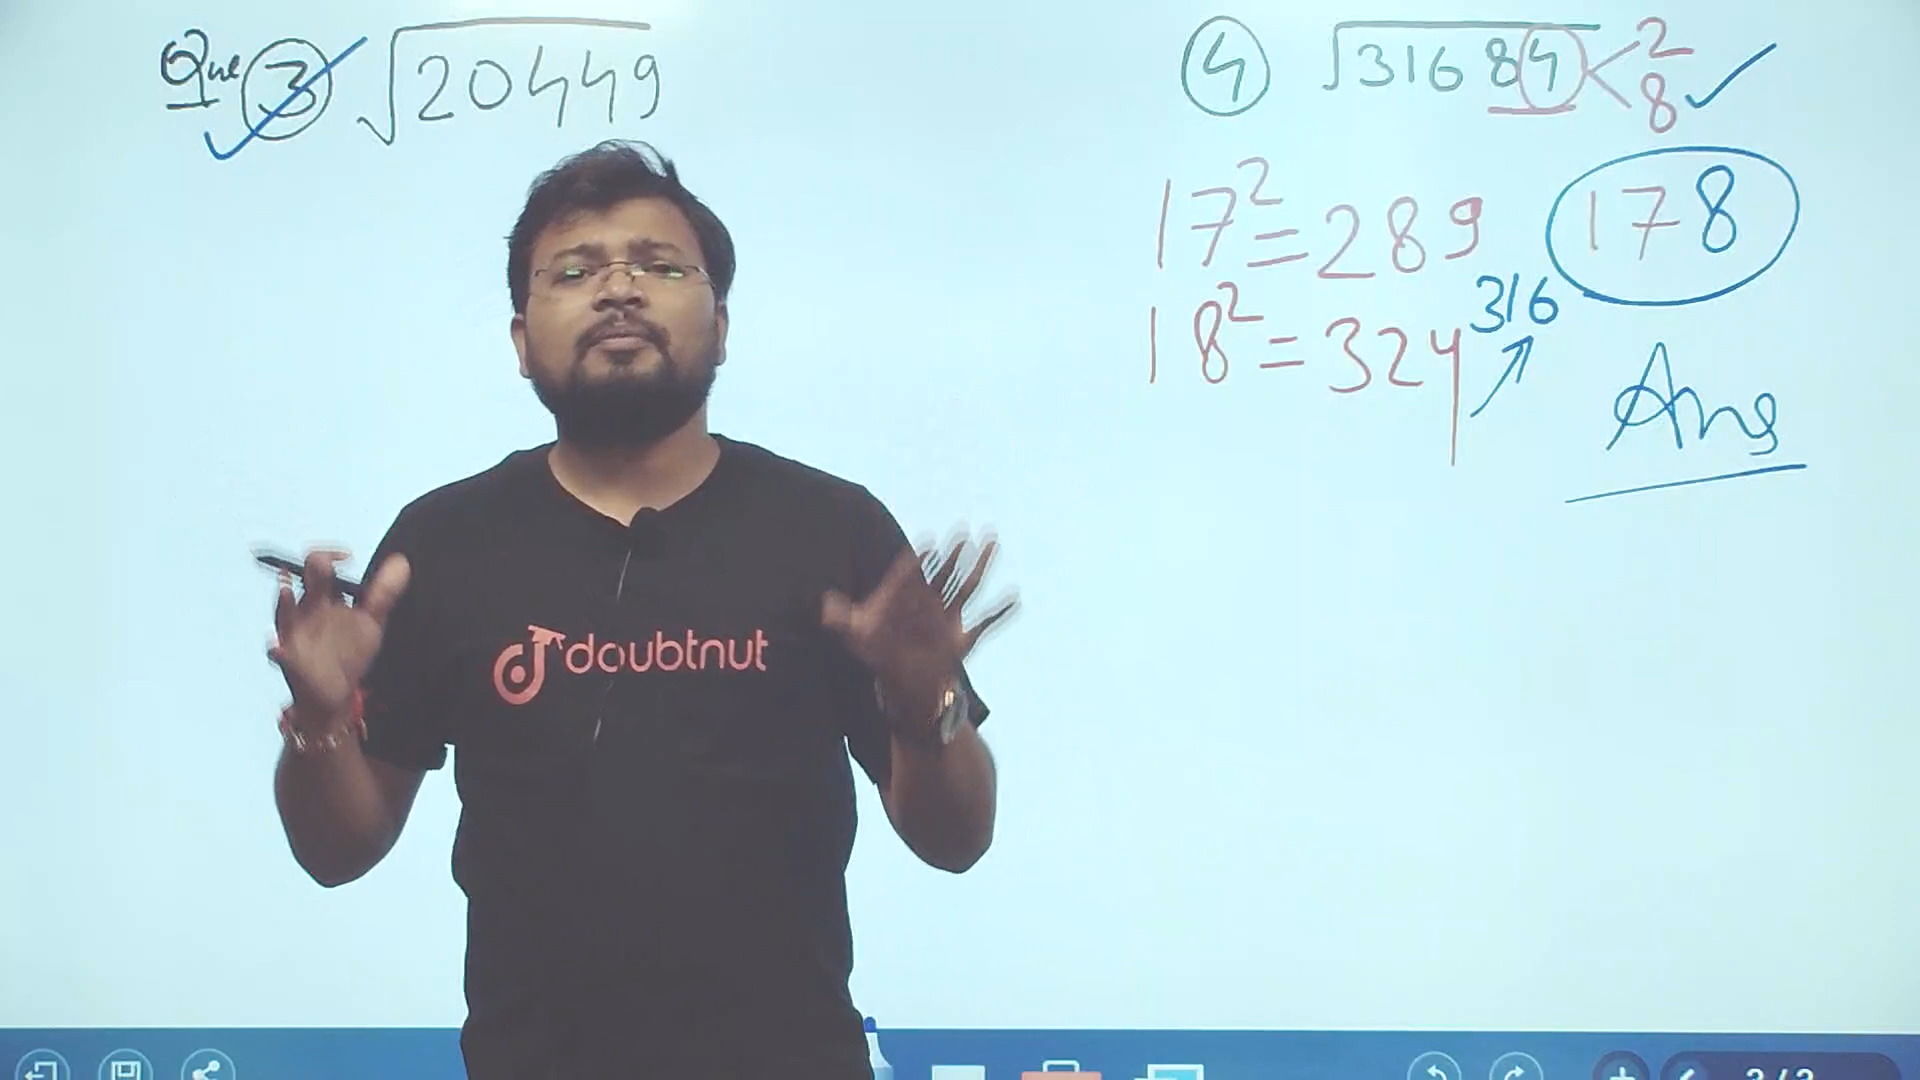 Que 3 √20449
4 √31684 < 2
8
17² = 289
178
18² = 324
316
Ans
doubtnut